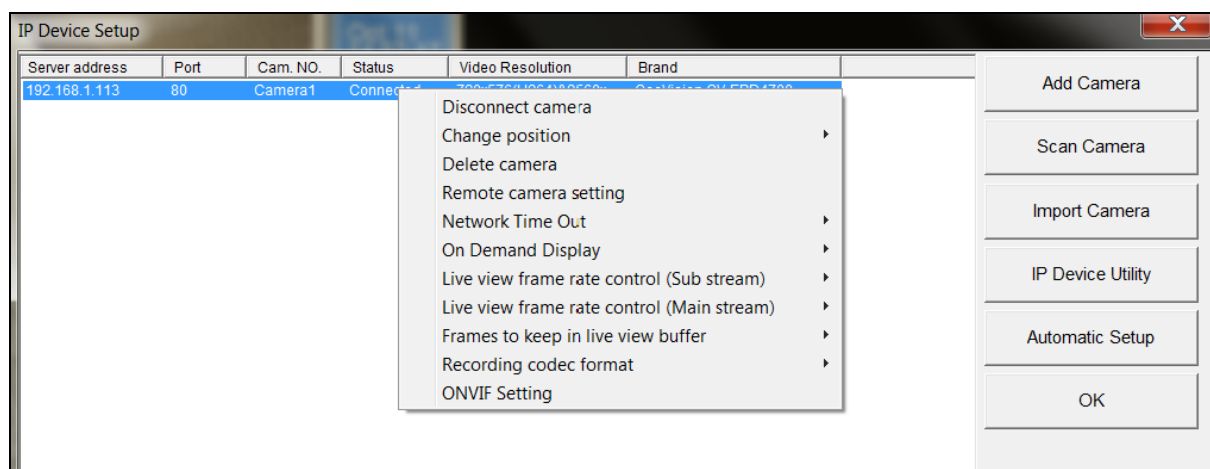 IP Device Setup
X
Server address Port Cam. NO. Status Video Resolution Brand
192.168.1.113 80 Camera1
Disconnect camera
Change position
Delete camera
Remote camera setting
Network Time Out
On Demand Display
Live view frame rate control (Sub stream)
Live view frame rate control (Main stream)
Frames to keep in live view buffer
Recording codec format
ONVIF Setting
Add Camera
Scan Camera
Import Camera
IP Device Utility
Automatic Setup
OK